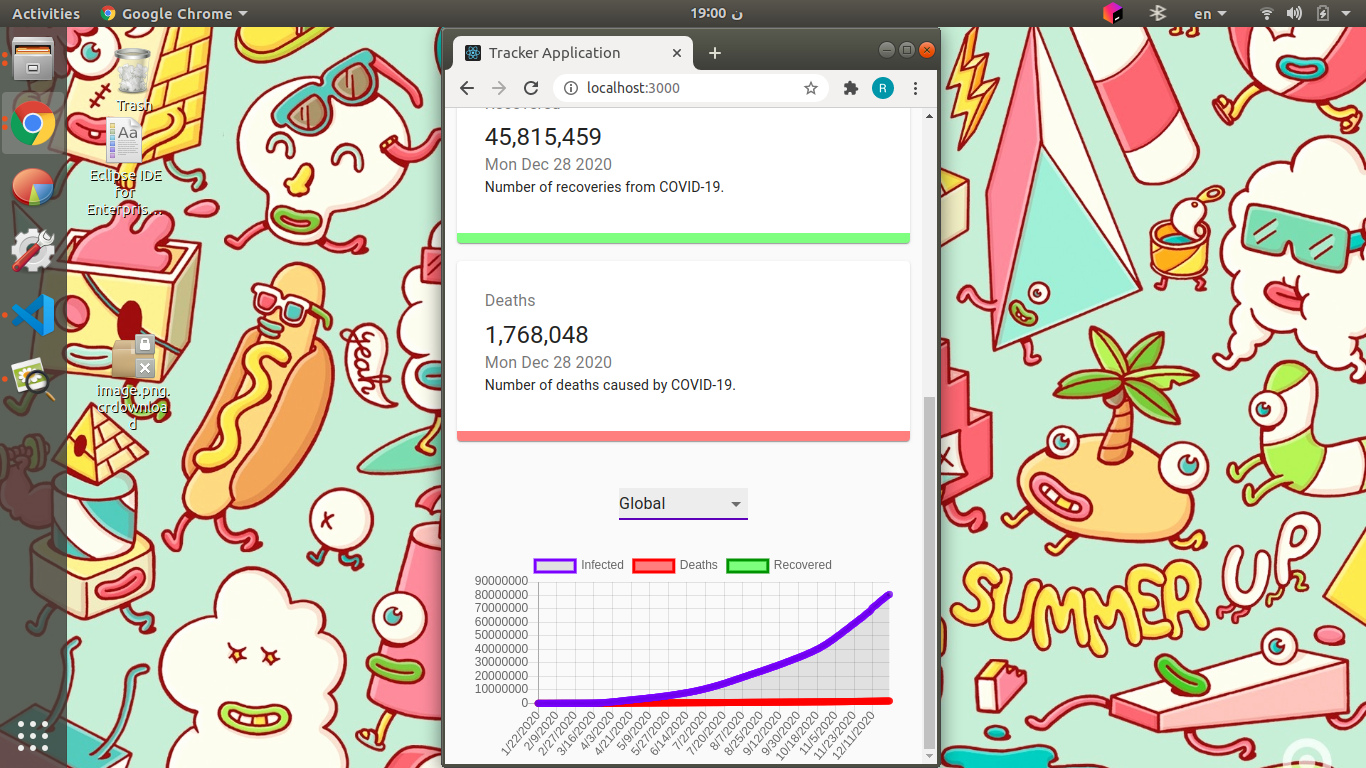 Activities
Google Chrome
19:00 ن
en
Trash
Eclipse IDE
for
Enterpris…
image.png.
crdownloa
d
yeah
SUMMER
UP
Tracker Application
localhost:3000
R
Recovered
45,815,459
Mon Dec 28 2020
Number of recoveries from COVID-19.
Deaths
1,768,048
Mon Dec 28 2020
Number of deaths caused by COVID-19.
Global
Infected
Deaths
Recovered
90000000
80000000
70000000
60000000
50000000
40000000
30000000
20000000
10000000
0
1/22/2020
2/9/2020
2/27/2020
3/16/2020
4/3/2020
4/21/2020
5/9/2020
5/27/2020
6/14/2020
7/2/2020
7/20/2020
8/7/2020
8/25/2020
9/12/2020
9/30/2020
10/18/2020
11/5/2020
11/23/2020
12/11/2020